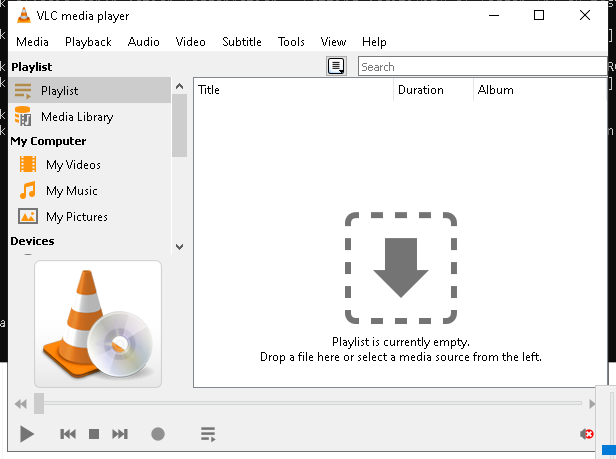 VLC media player
Media Playback Audio Video Subtitle Tools View Help
Playlist
Search
Playlist
Title Duration Album
Media Library
My Computer
My Videos
My Music
My Pictures
Devices
Playlist is currently empty.
Drop a file here or select a media source from the left.